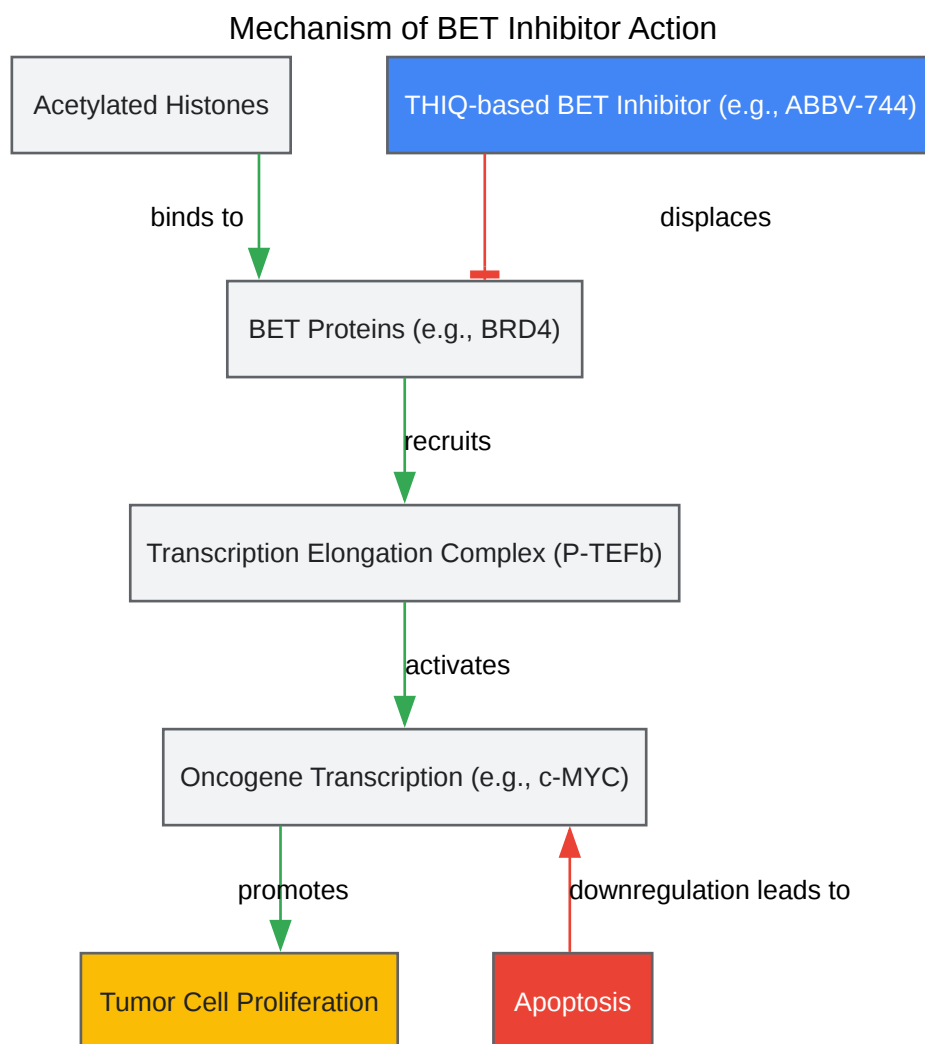 Mechanism of BET Inhibitor Action
Acetylated Histones
THIQ-based BET Inhibitor (e.g., ABBV-744)
binds to
displaces
BET Proteins (e.g., BRD4)
recruits
Transcription Elongation Complex (P-TEFb)
activates
Oncogene Transcription (e.g., c-MYC)
promotes
downregulation leads to
Tumor Cell Proliferation
Apoptosis